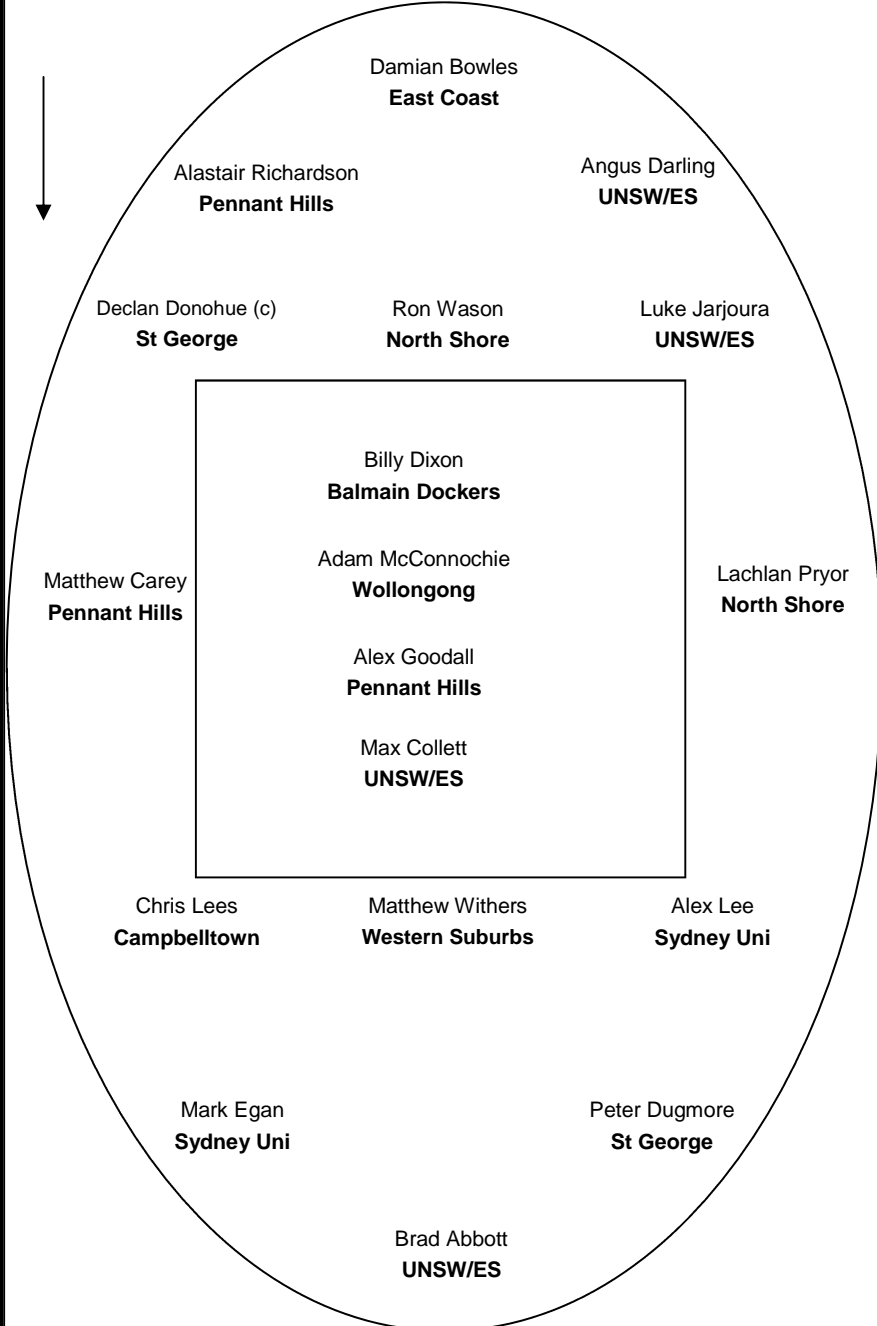 Damian Bowles
East Coast
Alastair Richardson
Pennant Hills
Angus Darling
UNSW/ES
Declan Donohue (c)
St George
Ron Wason
North Shore
Luke Jarjoura
UNSW/ES
Billy Dixon
Balmain Dockers
Adam McConnochie
Wollongong
Matthew Carey
Pennant Hills
Lachlan Pryor
North Shore
Alex Goodall
Pennant Hills
Max Collett
UNSW/ES
Chris Lees
Campbelltown
Matthew Withers
Western Suburbs
Alex Lee
Sydney Uni
Mark Egan
Sydney Uni
Peter Dugmore
St George
Brad Abbott
UNSW/ES